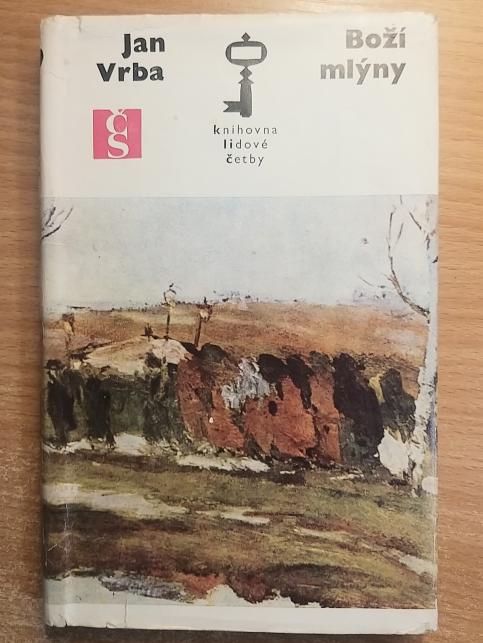 Jan
Vrba
Boží
mlýny
ČS
knihovna
lidové
četby